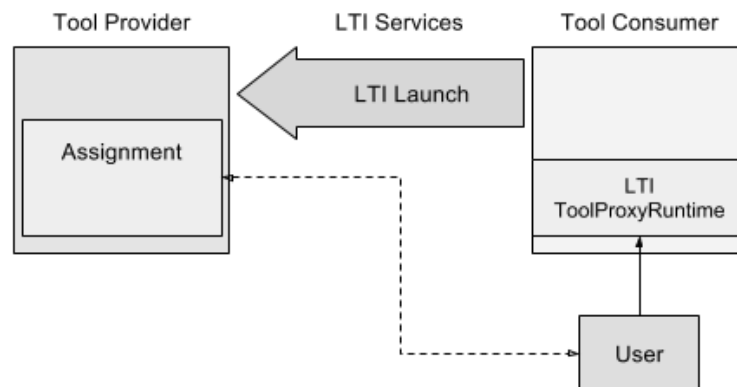 Tool Provider
LTI Services
Tool Consumer
LTI Launch
Assignment
LTI
ToolProxyRuntime
User